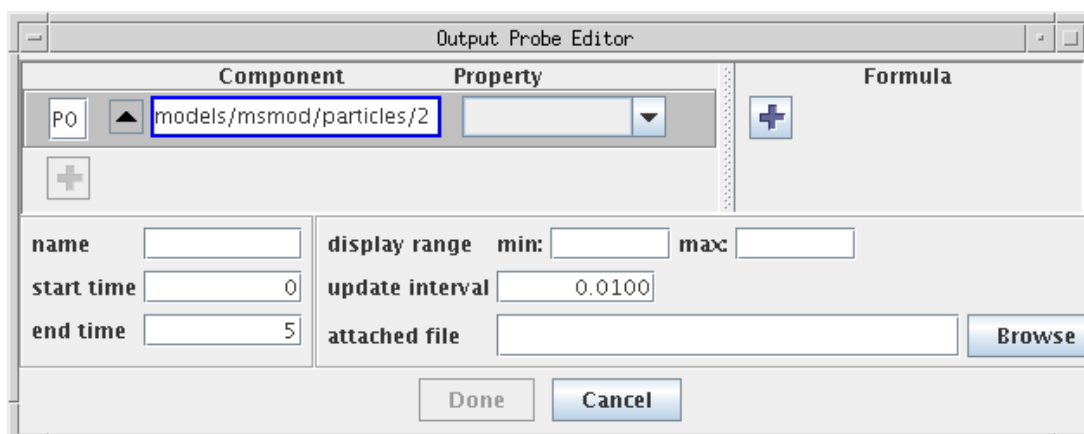 Output Probe Editor
Component Property Formula
P0 models/msmod/particles/2
name display range min: max:
start time 0 update interval 0.0100
end time 5 attached file Browse
Done Cancel